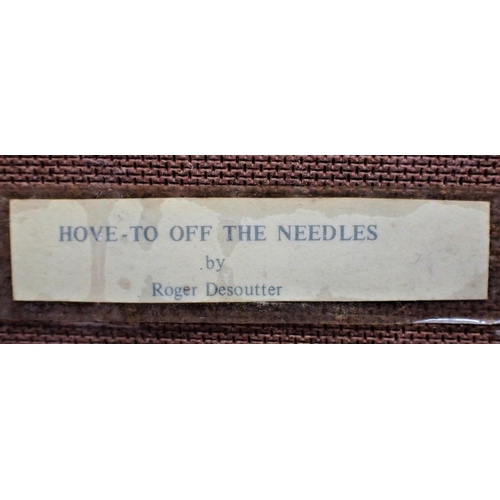 HOVE-TO OFF THE NEEDLES
by
Roger Desoutter